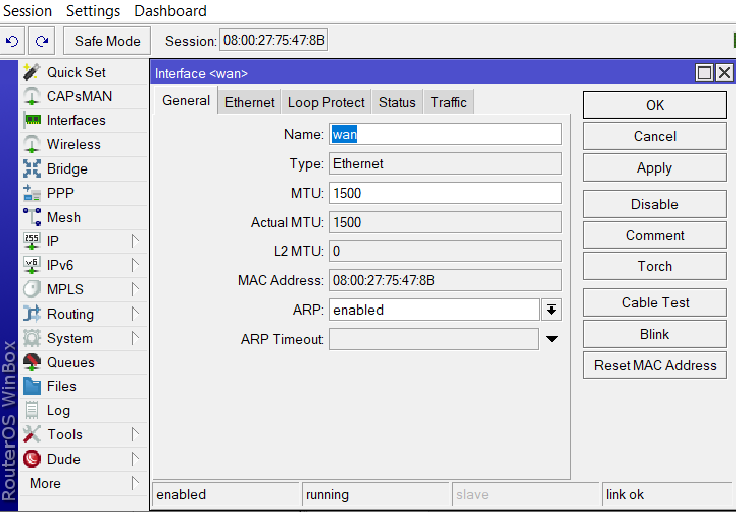 Session Settings Dashboard
Safe Mode Session: 08:00:27:75:47:8B
RouterOS WinBox
Quick Set
CAPsMAN
Interfaces
Wireless
Bridge
PPP
Mesh
IP
IPv6
MPLS
Routing
System
Queues
Files
Log
Tools
Dude
More
Interface <wan>
General Ethernet Loop Protect Status Traffic
Name: wan
Type: Ethernet
MTU: 1500
Actual MTU: 1500
L2 MTU: 0
MAC Address: 08:00:27:75:47:8B
ARP: enabled
ARP Timeout:
OK
Cancel
Apply
Disable
Comment
Torch
Cable Test
Blink
Reset MAC Address
enabled running slave link ok